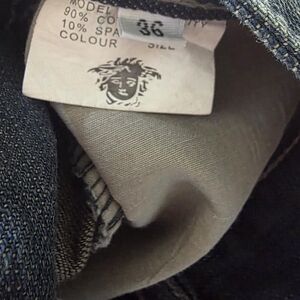 MODEL
90% CO
10% SPA
COLOUR SIZE
36